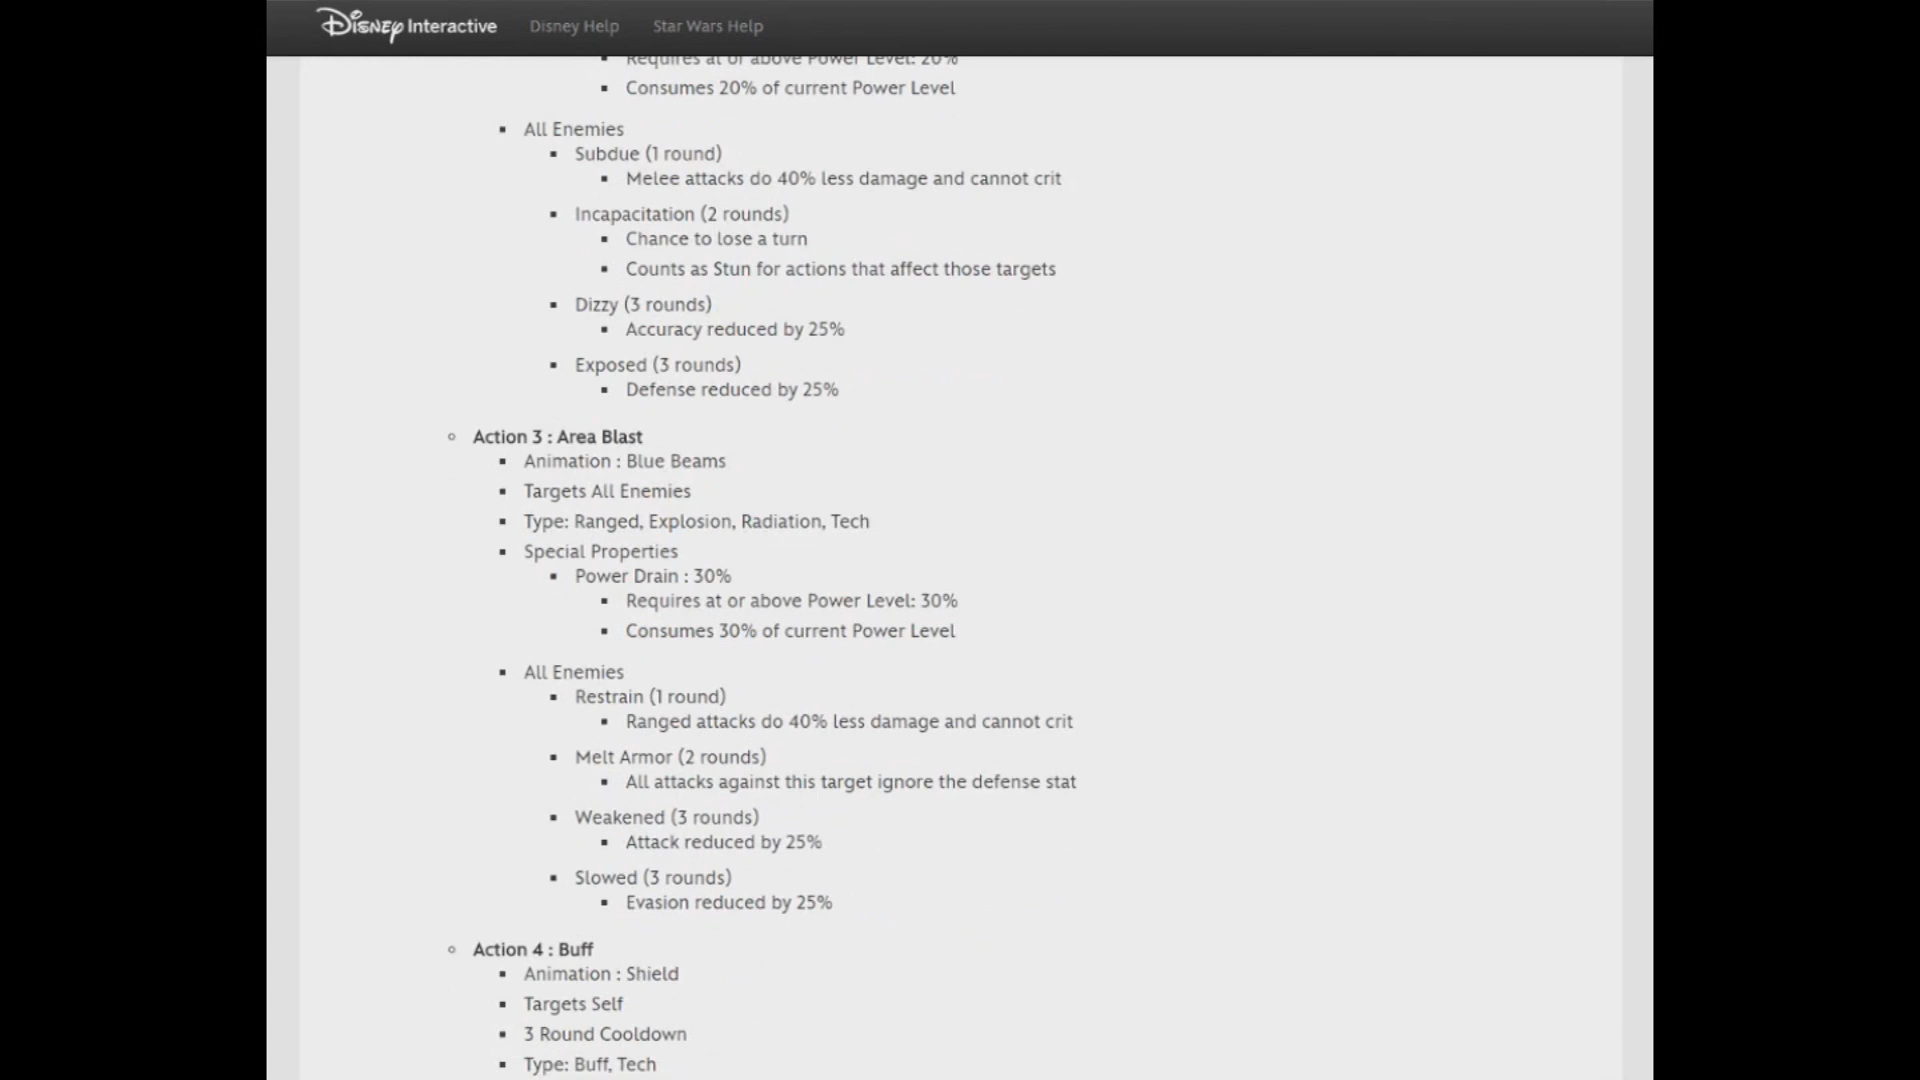 Disney Interactive Disney Help Star Wars Help
Requires at or above Power Level: 20%
Consumes 20% of current Power Level
All Enemies
Subdue (1 round)
Melee attacks do 40% less damage and cannot crit
Incapacitation (2 rounds)
Chance to lose a turn
Counts as Stun for actions that affect those targets
Dizzy (3 rounds)
Accuracy reduced by 25%
Exposed (3 rounds)
Defense reduced by 25%
Action 3 : Area Blast
Animation : Blue Beams
Targets All Enemies
Type: Ranged, Explosion, Radiation, Tech
Special Properties
Power Drain : 30%
Requires at or above Power Level: 30%
Consumes 30% of current Power Level
All Enemies
Restrain (1 round)
Ranged attacks do 40% less damage and cannot crit
Melt Armor (2 rounds)
All attacks against this target ignore the defense stat
Weakened (3 rounds)
Attack reduced by 25%
Slowed (3 rounds)
Evasion reduced by 25%
Action 4 : Buff
Animation : Shield
Targets Self
3 Round Cooldown
Type: Buff, Tech